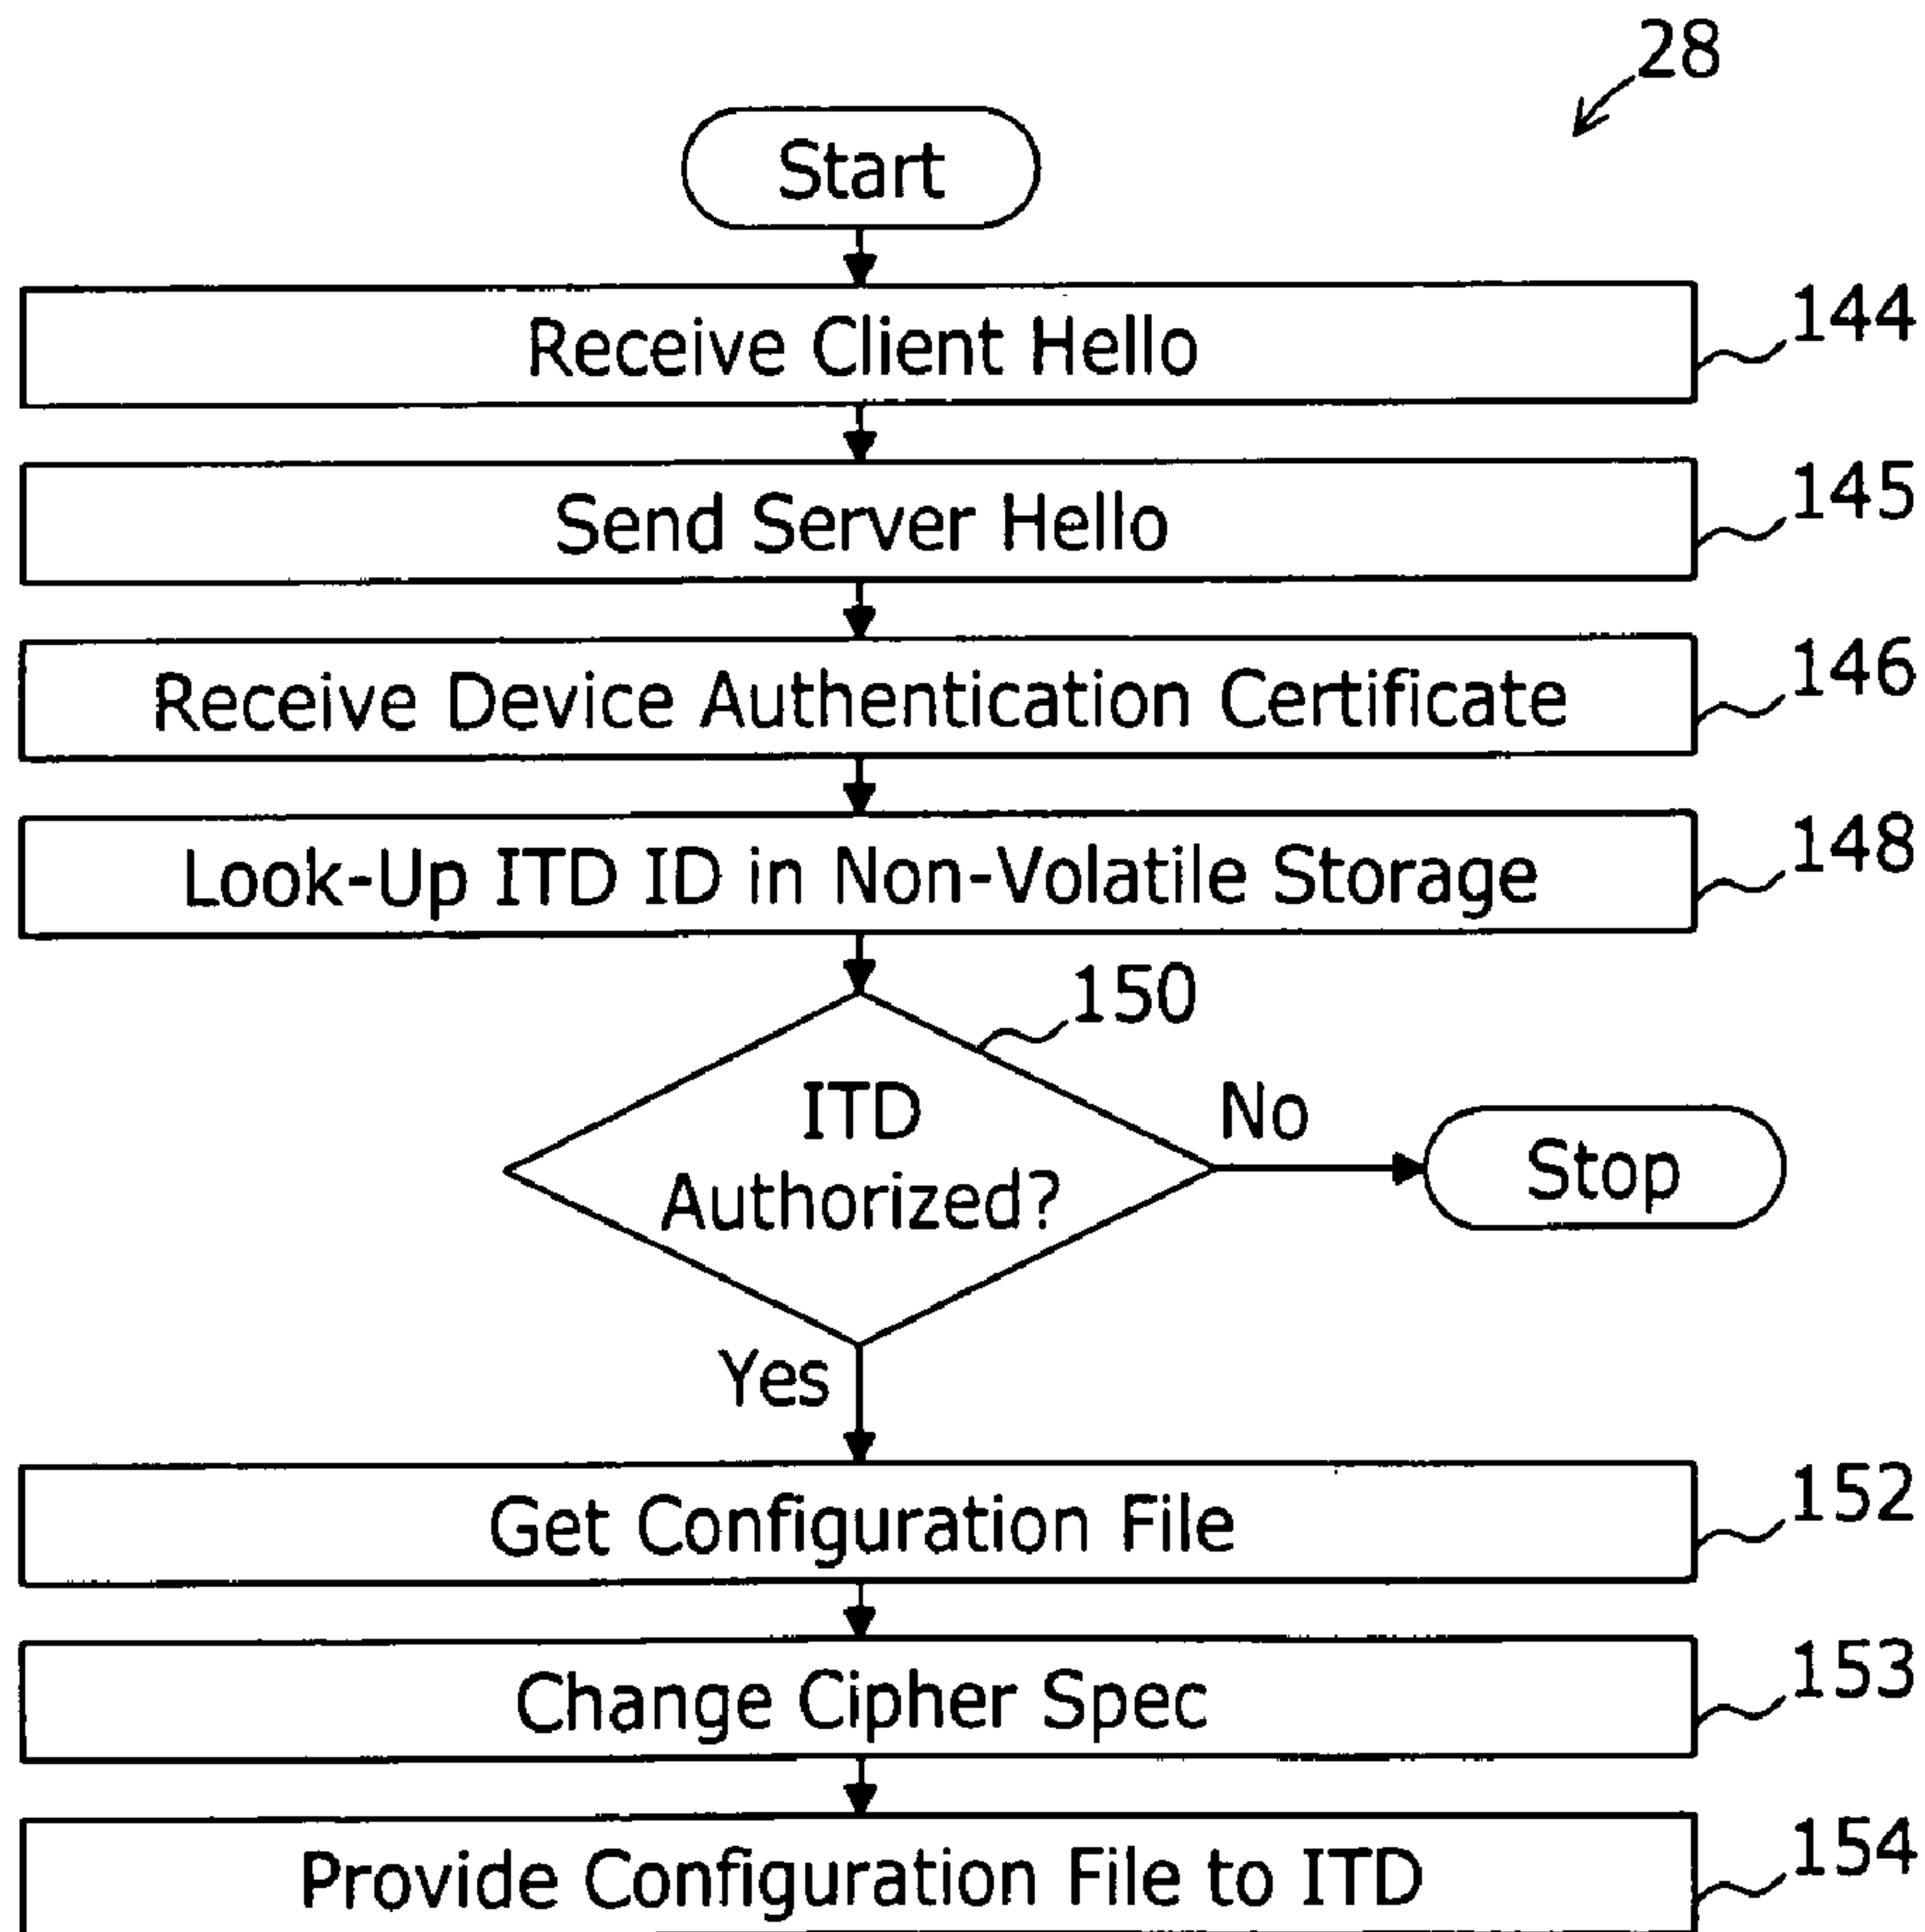 28
Start
Receive Client Hello
144
Send Server Hello
145
Receive Device Authentication Certificate
146
Look-Up ITD ID in Non-Volatile Storage
148
150
ITD
Authorized?
No
Stop
Yes
Get Configuration File
152
Change Cipher Spec
153
Provide Configuration File to ITD
154